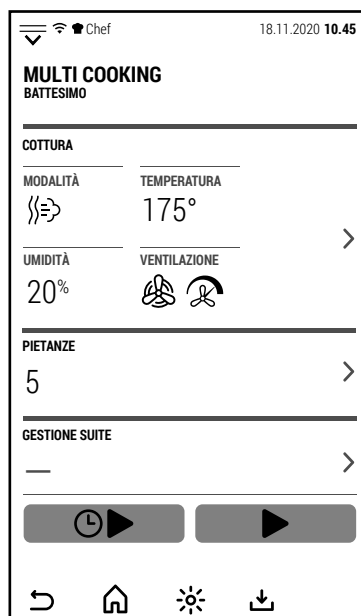 Chef 18.11.2020 10.45
MULTI COOKING
BATTESIMO
COTTURA
MODALITÀ TEMPERATURA
175°
UMIDITÀ VENTILAZIONE
20%
PIETANZE
5
GESTIONE SUITE
—